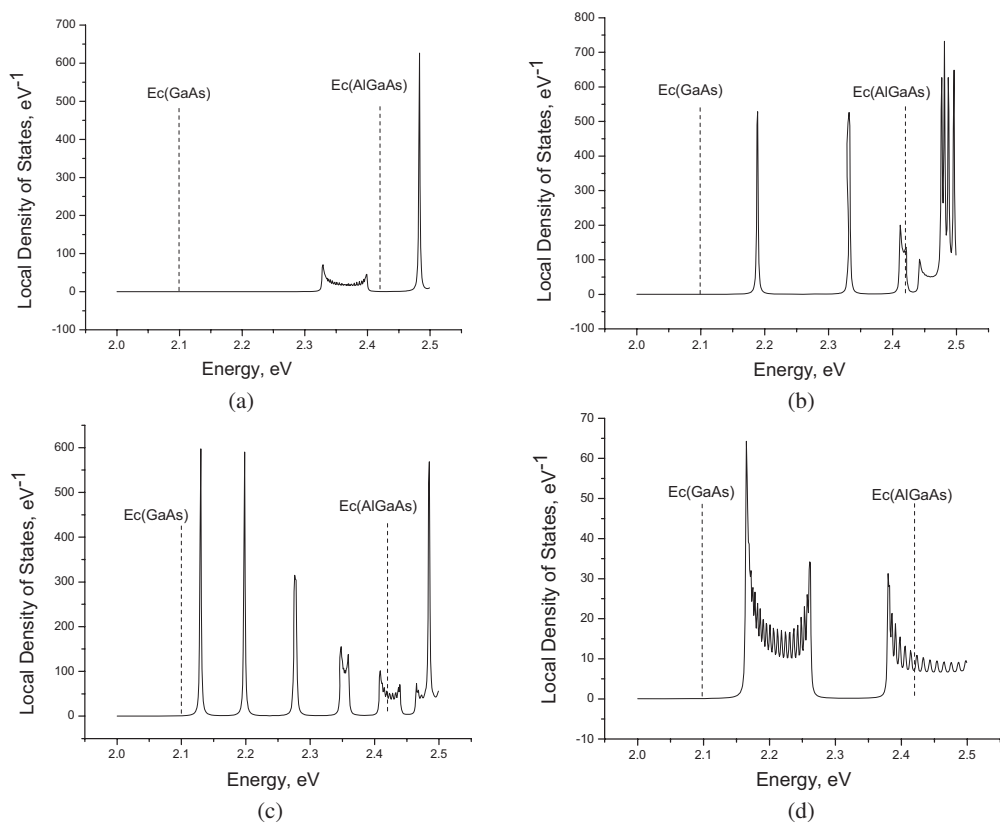 700
600
500
400
300
200
100
0
-100
Local Density of States, eV⁻¹
Ec(GaAs)
Ec(AlGaAs)
2.0 2.1 2.2 2.3 2.4 2.5
Energy, eV
(a)
800
700
600
500
400
300
200
100
0
-100
Local Density of States, eV⁻¹
Ec(GaAs)
Ec(AlGaAs)
2.0 2.1 2.2 2.3 2.4 2.5
Energy, eV
(b)
600
500
400
300
200
100
0
Local Density of States, eV⁻¹
Ec(GaAs)
Ec(AlGaAs)
2.0 2.1 2.2 2.3 2.4 2.5
Energy, eV
(c)
70
60
50
40
30
20
10
0
-10
Local Density of States, eV⁻¹
Ec(GaAs)
Ec(AlGaAs)
2.0 2.1 2.2 2.3 2.4 2.5
Energy, eV
(d)